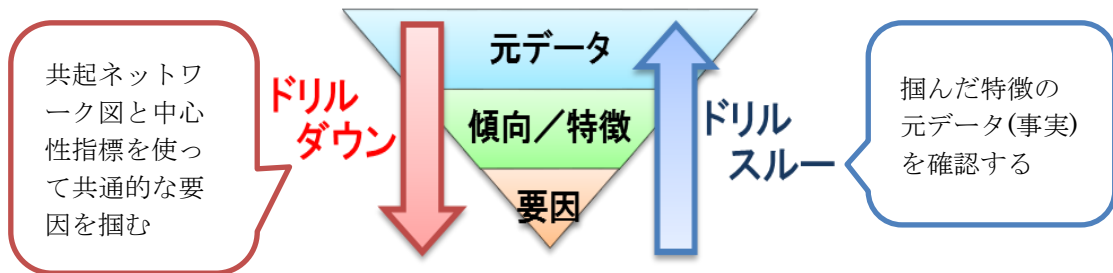 共起ネットワ
ーク図と中心
性指標を使っ
て共通的な要
因を掴む
ドリル
ダウン
元データ
傾向／特徴
要因
ドリル
スルー
掴んだ特徴の
元データ(事実)
を確認する